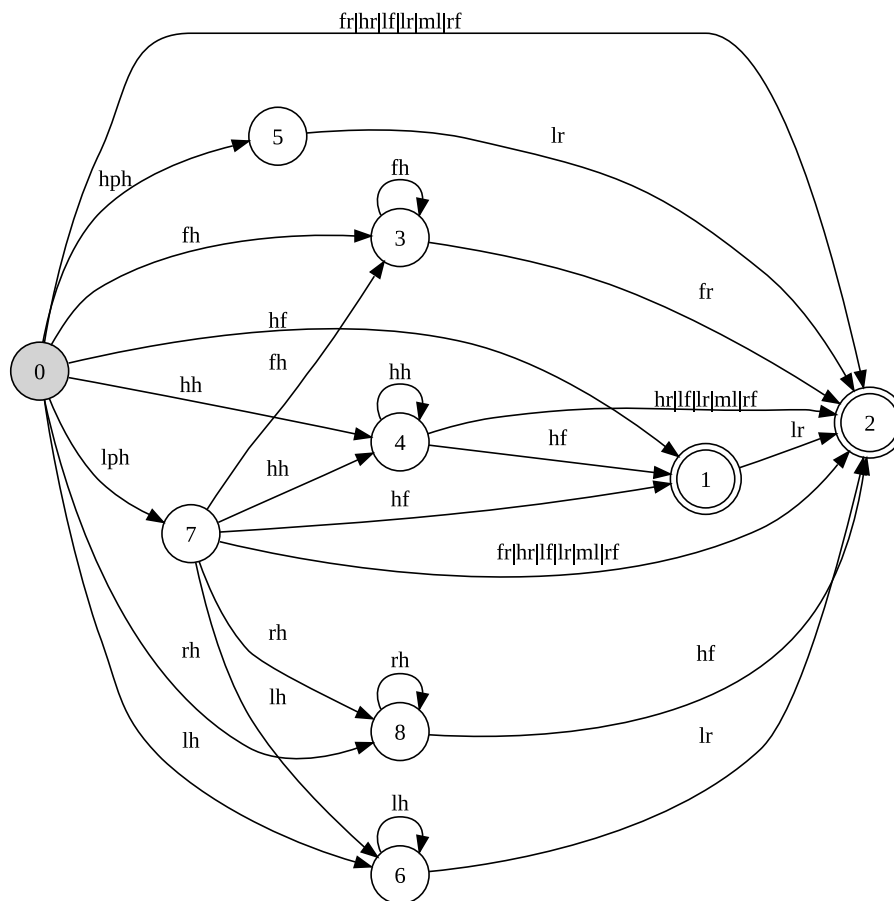 fr|hr|lf|lr|ml|rf
5
lr
hph
fh
fh
3
fr
hf
fh
0
hh
hh
hr|lf|lr|ml|rf
2
lph
hh
4
hf
lr
1
hf
7
fr|hr|lf|lr|ml|rf
rh
rh
rh
hf
lh
8
lh
lr
lh
6